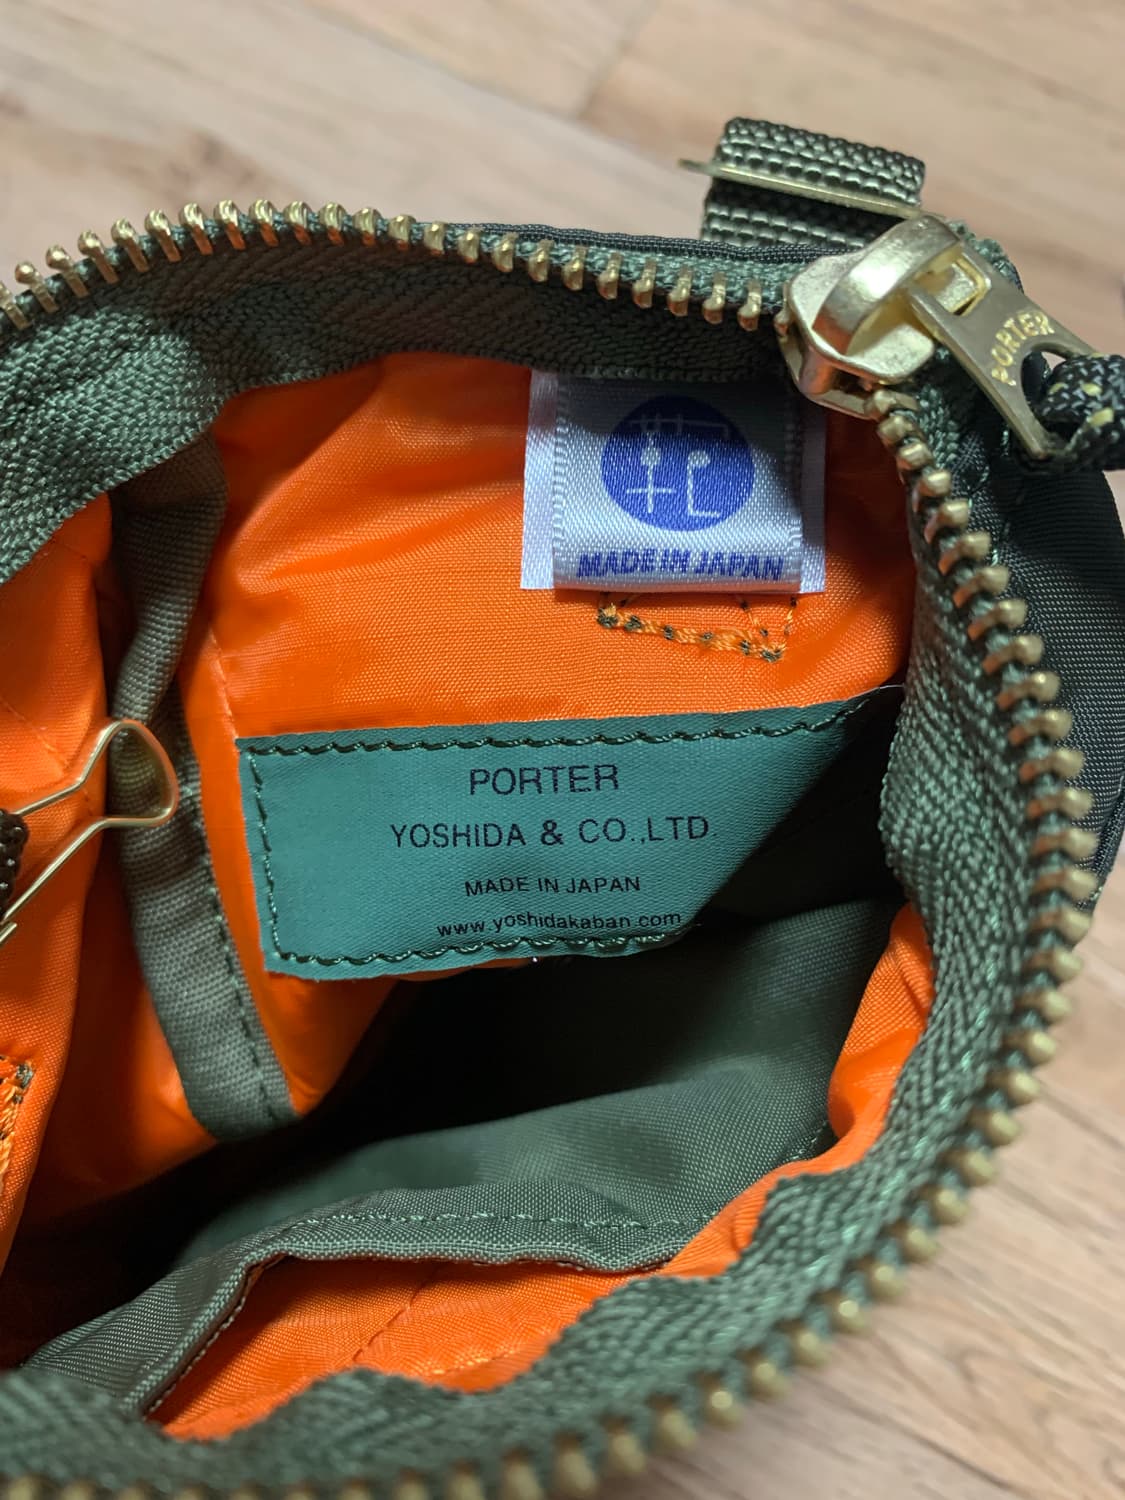 PORTER
MADE IN JAPAN
PORTER
YOSHIDA & CO.,LTD.
MADE IN JAPAN
www.yoshidakaban.com